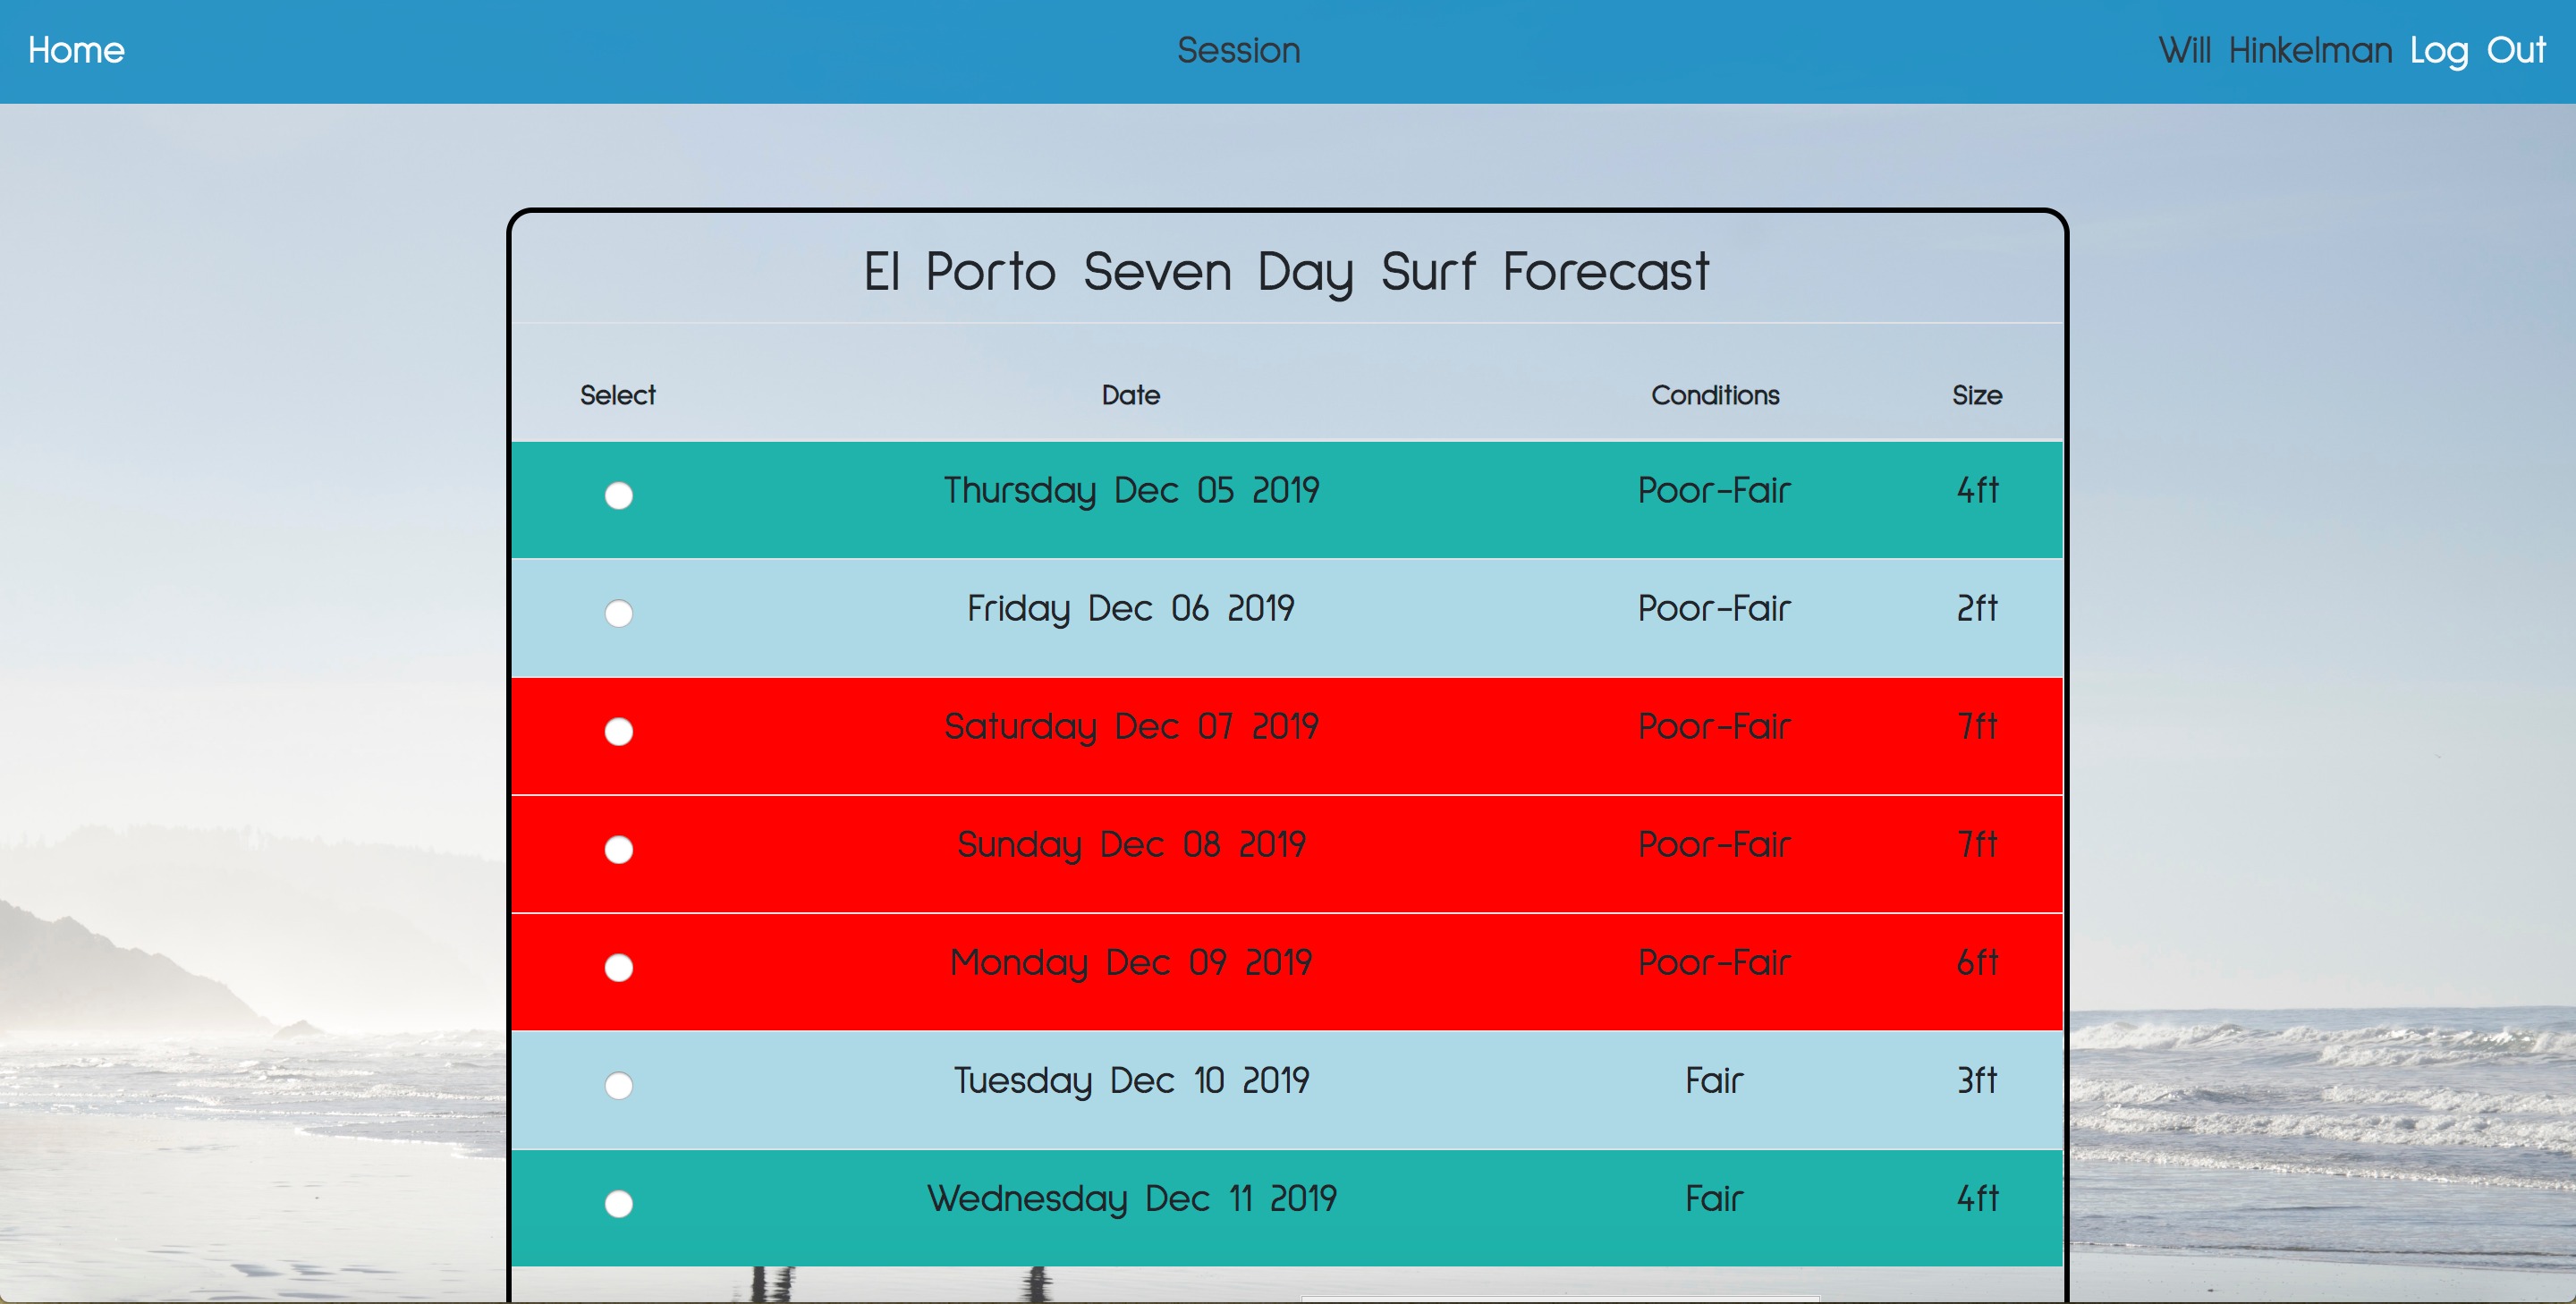 Home Session Will Hinkelman Log Out
El Porto Seven Day Surf Forecast
Select Date Conditions Size
Thursday Dec 05 2019 Poor-Fair 4ft
Friday Dec 06 2019 Poor-Fair 2ft
Saturday Dec 07 2019 Poor-Fair 7ft
Sunday Dec 08 2019 Poor-Fair 7ft
Monday Dec 09 2019 Poor-Fair 6ft
Tuesday Dec 10 2019 Fair 3ft
Wednesday Dec 11 2019 Fair 4ft